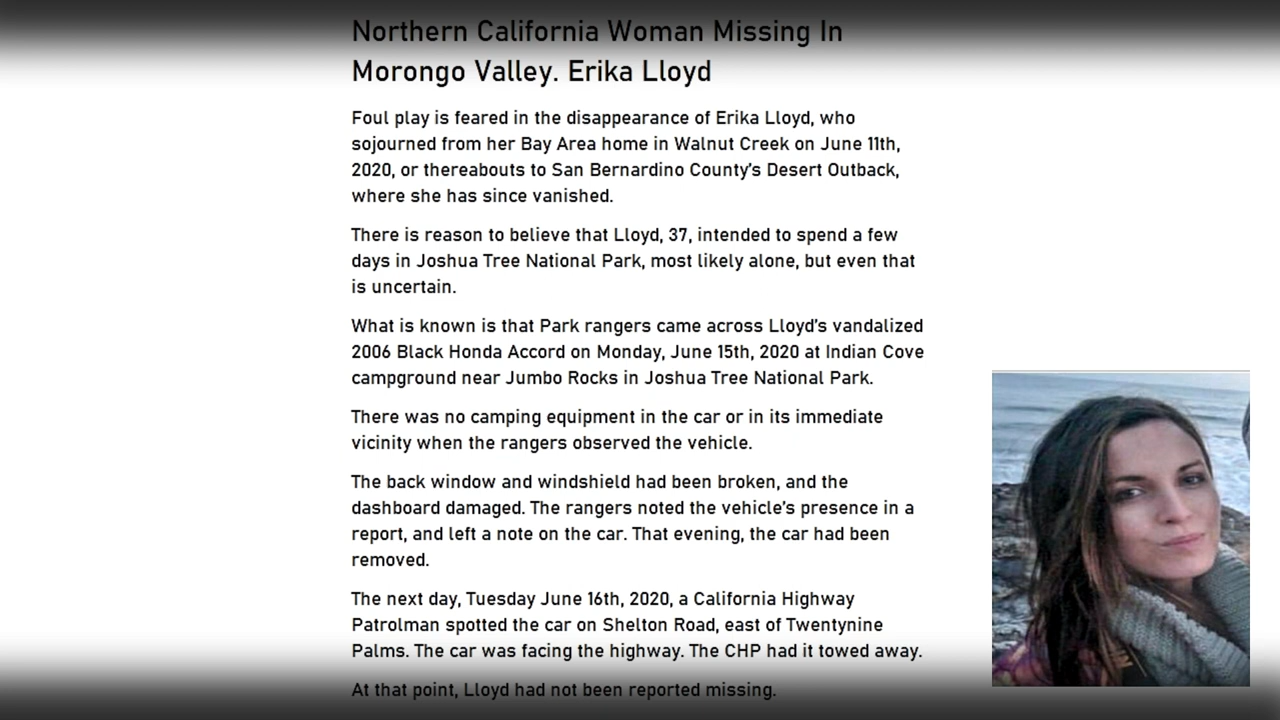 Northern California Woman Missing In
Morongo Valley. Erika Lloyd
Foul play is feared in the disappearance of Erika Lloyd, who
sojourned from her Bay Area home in Walnut Creek on June 11th,
2020, or thereabouts to San Bernardino County's Desert Outback,
where she has since vanished.
There is reason to believe that Lloyd, 37, intended to spend a few
days in Joshua Tree National Park, most likely alone, but even that
is uncertain.
What is known is that Park rangers came across Lloyd's vandalized
2006 Black Honda Accord on Monday, June 15th, 2020 at Indian Cove
campground near Jumbo Rocks in Joshua Tree National Park.
There was no camping equipment in the car or in its immediate
vicinity when the rangers observed the vehicle.
The back window and windshield had been broken, and the
dashboard damaged. The rangers noted the vehicle's presence in a
report, and left a note on the car. That evening, the car had been
removed.
The next day, Tuesday June 16th, 2020, a California Highway
Patrolman spotted the car on Shelton Road, east of Twentynine
Palms. The car was facing the highway. The CHP had it towed away.
At that point, Lloyd had not been reported missing.